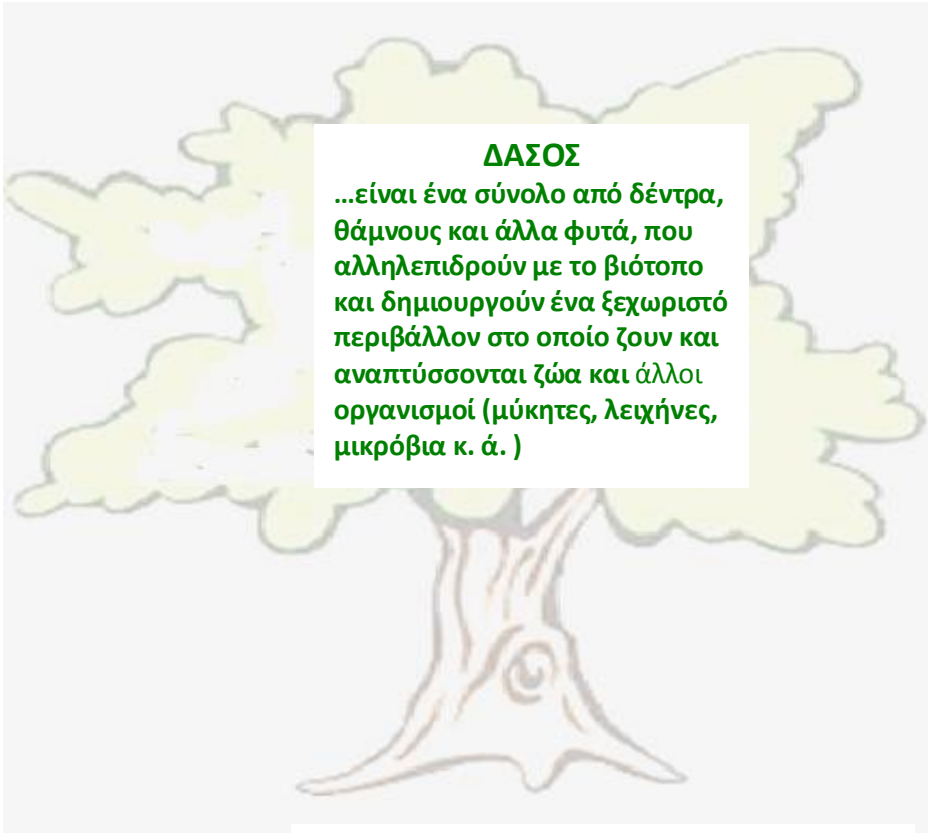 ΔΑΣΟΣ
...είναι ένα σύνολο από δέντρα,
θάμνους και άλλα φυτά, που
αλληλεπιδρούν με το βιότοπο
και δημιουργούν ένα ξεχωριστό
περιβάλλον στο οποίο ζουν και
αναπτύσσονται ζώα και άλλοι
οργανισμοί (μύκητες, λειχήνες,
μικρόβια κ. ά. )